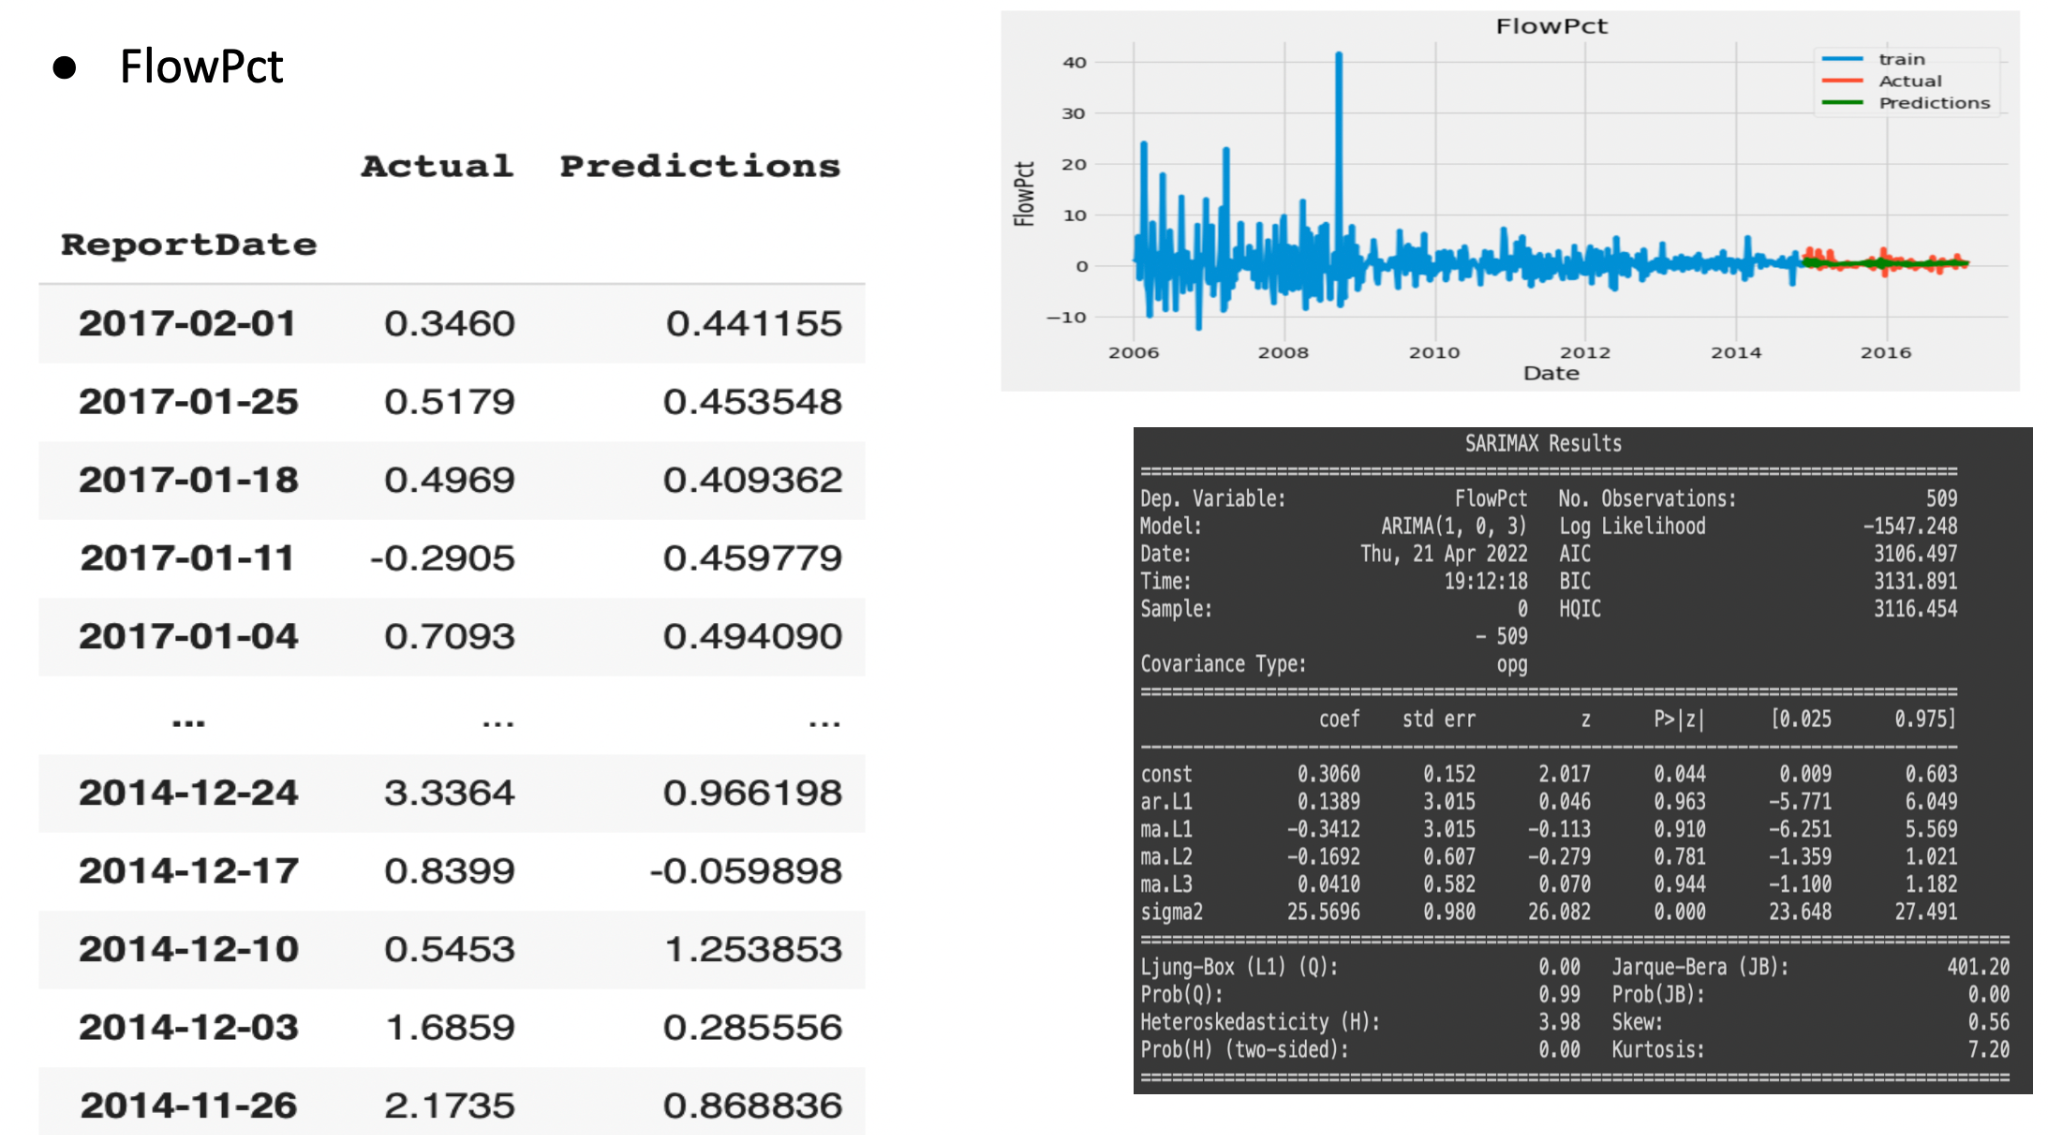 ● FlowPct
Actual Predictions
ReportDate
2017-02-01 0.3460 0.441155
2017-01-25 0.5179 0.453548
2017-01-18 0.4969 0.409362
2017-01-11 -0.2905 0.459779
2017-01-04 0.7093 0.494090
... ... ...
2014-12-24 3.3364 0.966198
2014-12-17 0.8399 -0.059898
2014-12-10 0.5453 1.253853
2014-12-03 1.6859 0.285556
2014-11-26 2.1735 0.868836
FlowPct
train
Actual
Predictions
40
30
20
10
0
−10
FlowPct
2006 2008 2010 2012 2014 2016
Date
SARIMAX Results
==============================================================================
Dep. Variable: FlowPct No. Observations: 509
Model: ARIMA(1, 0, 3) Log Likelihood -1547.248
Date: Thu, 21 Apr 2022 AIC 3106.497
Time: 19:12:18 BIC 3131.891
Sample: 0 HQIC 3116.454
- 509
Covariance Type: opg
==============================================================================
coef std err z P>|z| [0.025 0.975]
------------------------------------------------------------------------------
const 0.3060 0.152 2.017 0.044 0.009 0.603
ar.L1 0.1389 3.015 0.046 0.963 -5.771 6.049
ma.L1 -0.3412 3.015 -0.113 0.910 -6.251 5.569
ma.L2 -0.1692 0.607 -0.279 0.781 -1.359 1.021
ma.L3 0.0410 0.582 0.070 0.944 -1.100 1.182
sigma2 25.5696 0.980 26.082 0.000 23.648 27.491
===================================================================================
Ljung-Box (L1) (Q): 0.00 Jarque-Bera (JB): 401.20
Prob(Q): 0.99 Prob(JB): 0.00
Heteroskedasticity (H): 3.98 Skew: 0.56
Prob(H) (two-sided): 0.00 Kurtosis: 7.20
===================================================================================